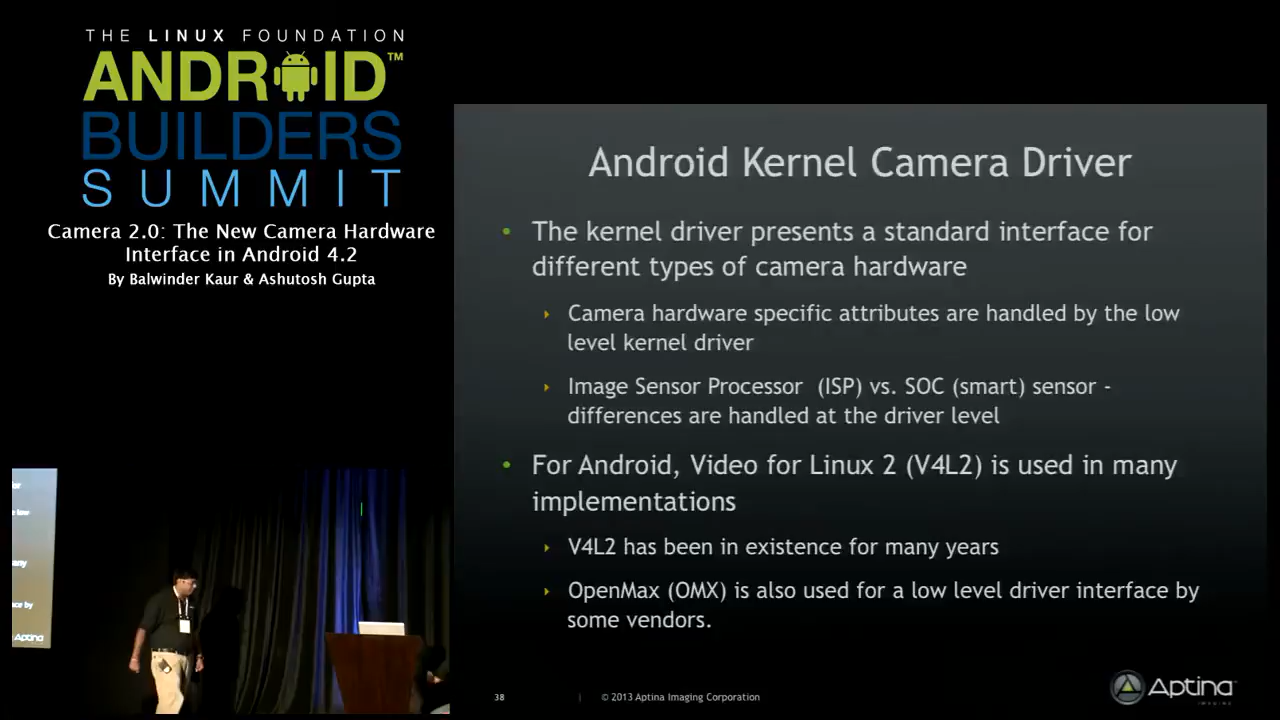 THE LINUX FOUNDATION
ANDROID™
BUILDERS
SUMMIT
Camera 2.0: The New Camera Hardware
Interface in Android 4.2
By Balwinder Kaur & Ashutosh Gupta
Android Kernel Camera Driver
• The kernel driver presents a standard interface for
different types of camera hardware
Camera hardware specific attributes are handled by the low
level kernel driver
Image Sensor Processor (ISP) vs. SOC (smart) sensor -
differences are handled at the driver level
• For Android, Video for Linux 2 (V4L2) is used in many
implementations
V4L2 has been in existence for many years
OpenMax (OMX) is also used for a low level driver interface by
some vendors.
38 | © 2013 Aptina Imaging Corporation
Aptina
IMAGING
Aptina